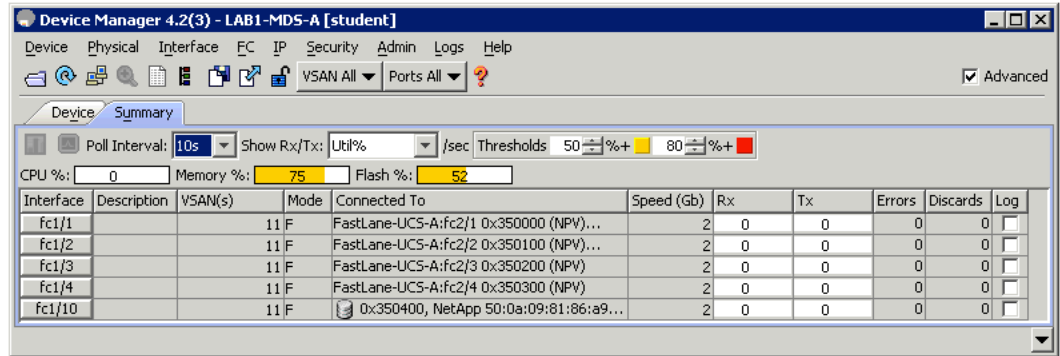 Device Manager 4.2(3) - LAB1-MDS-A [student]
Device Physical Interface FC IP Security Admin Logs Help
VSAN All Ports All ? Advanced
Device Summary
Poll Interval: 10s Show Rx/Tx: Util% /sec Thresholds 50 %+ 80 %+
CPU %: 0 Memory %: 75 Flash %: 52
Interface Description VSAN(s) Mode Connected To Speed (Gb) Rx Tx Errors Discards Log
fc1/1 11 F FastLane-UCS-A:fc2/1 0x350000 (NPV)... 2 0 0 0 0
fc1/2 11 F FastLane-UCS-A:fc2/2 0x350100 (NPV)... 2 0 0 0 0
fc1/3 11 F FastLane-UCS-A:fc2/3 0x350200 (NPV) 2 0 0 0 0
fc1/4 11 F FastLane-UCS-A:fc2/4 0x350300 (NPV) 2 0 0 0 0
fc1/10 11 F 0x350400, NetApp 50:0a:09:81:86:a9... 2 0 0 0 0